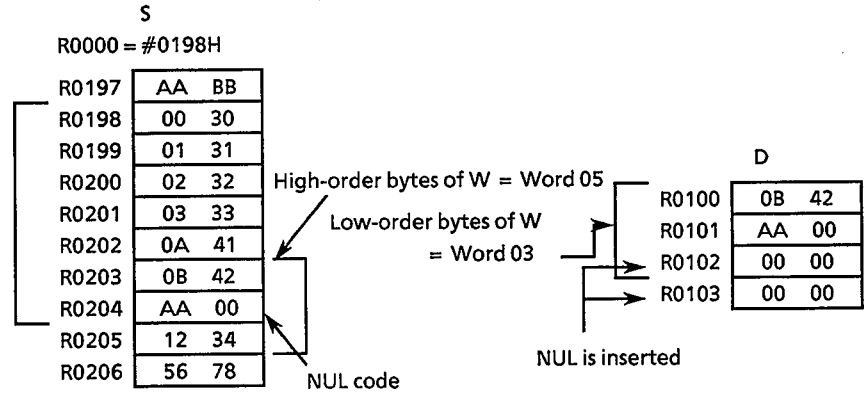 S
R0000 = #0198H
R0197 AA BB
R0198 00 30
R0199 01 31
R0200 02 32
R0201 03 33
R0202 0A 41
R0203 0B 42
R0204 AA 00
R0205 12 34
R0206 56 78
High-order bytes of W = Word 05
Low-order bytes of W
= Word 03
NUL code
D
R0100 0B 42
R0101 AA 00
R0102 00 00
R0103 00 00
NUL is inserted